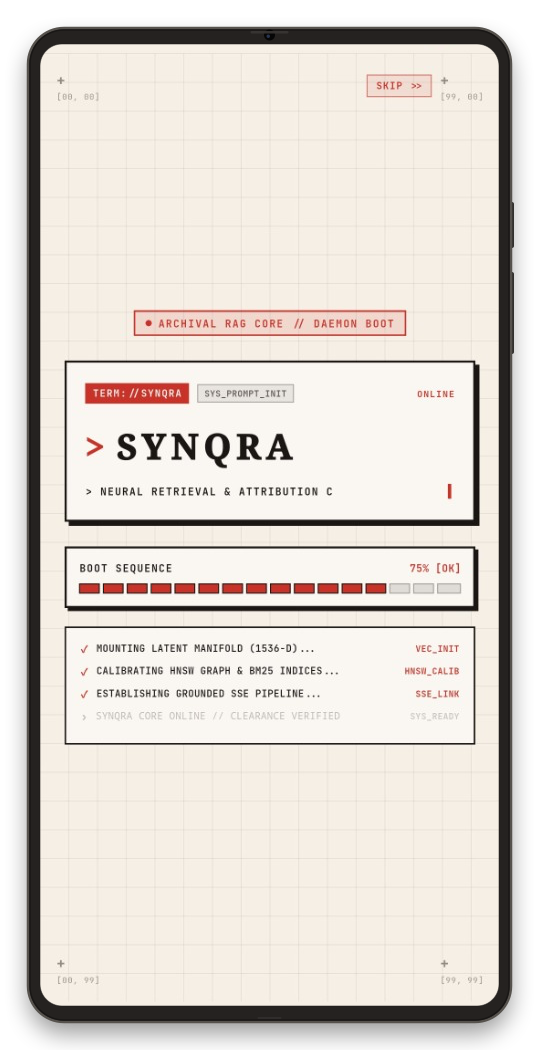 + SKIP >> +
[00, 00] [99, 00]
ARCHIVAL RAG CORE // DAEMON BOOT
TERM://SYNQRA SYS_PROMPT_INIT ONLINE
> SYNQRA
> NEURAL RETRIEVAL & ATTRIBUTION C
BOOT SEQUENCE 75% [OK]
✓ MOUNTING LATENT MANIFOLD (1536-D)... VEC_INIT
✓ CALIBRATING HNSW GRAPH & BM25 INDICES... HNSW_CALIB
✓ ESTABLISHING GROUNDED SSE PIPELINE... SSE_LINK
› SYNQRA CORE ONLINE // CLEARANCE VERIFIED SYS_READY
+ +
[00, 99] [99, 99]